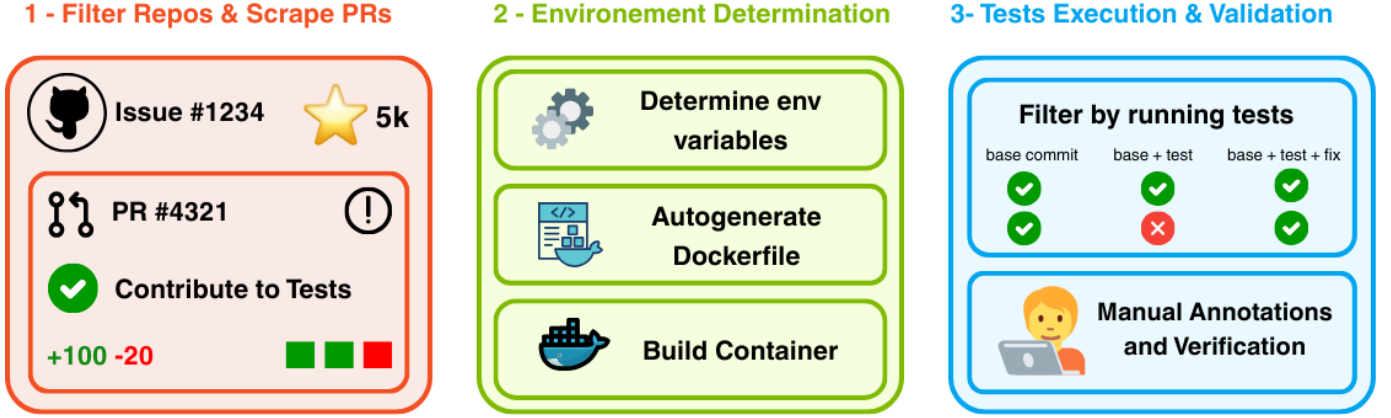 1 - Filter Repos & Scrape PRs
Issue #1234
5k
PR #4321
Contribute to Tests
+100 -20
2 - Environement Determination
Determine env
variables
</>
Autogenerate
Dockerfile
Build Container
3- Tests Execution & Validation
Filter by running tests
base commit base + test base + test + fix
Manual Annotations
and Verification